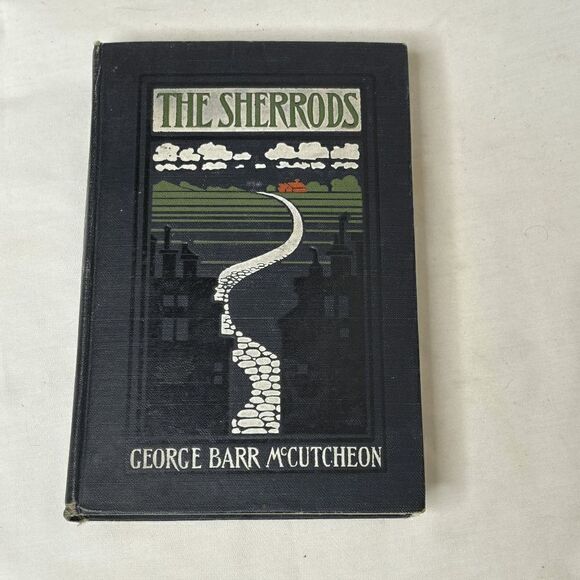 THE SHERRODS
GEORGE BARR McCUTCHEON